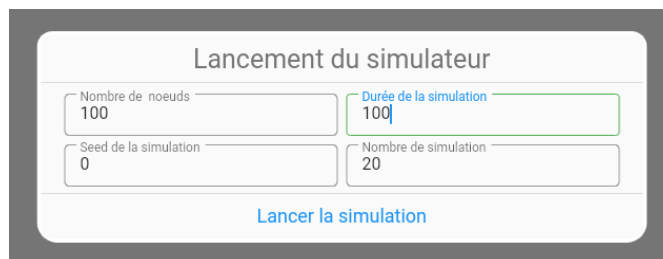 Lancement du simulateur
Nombre de noeuds
Durée de la simulation
100
100
Seed de la simulation
Nombre de simulation
0
20
Lancer la simulation